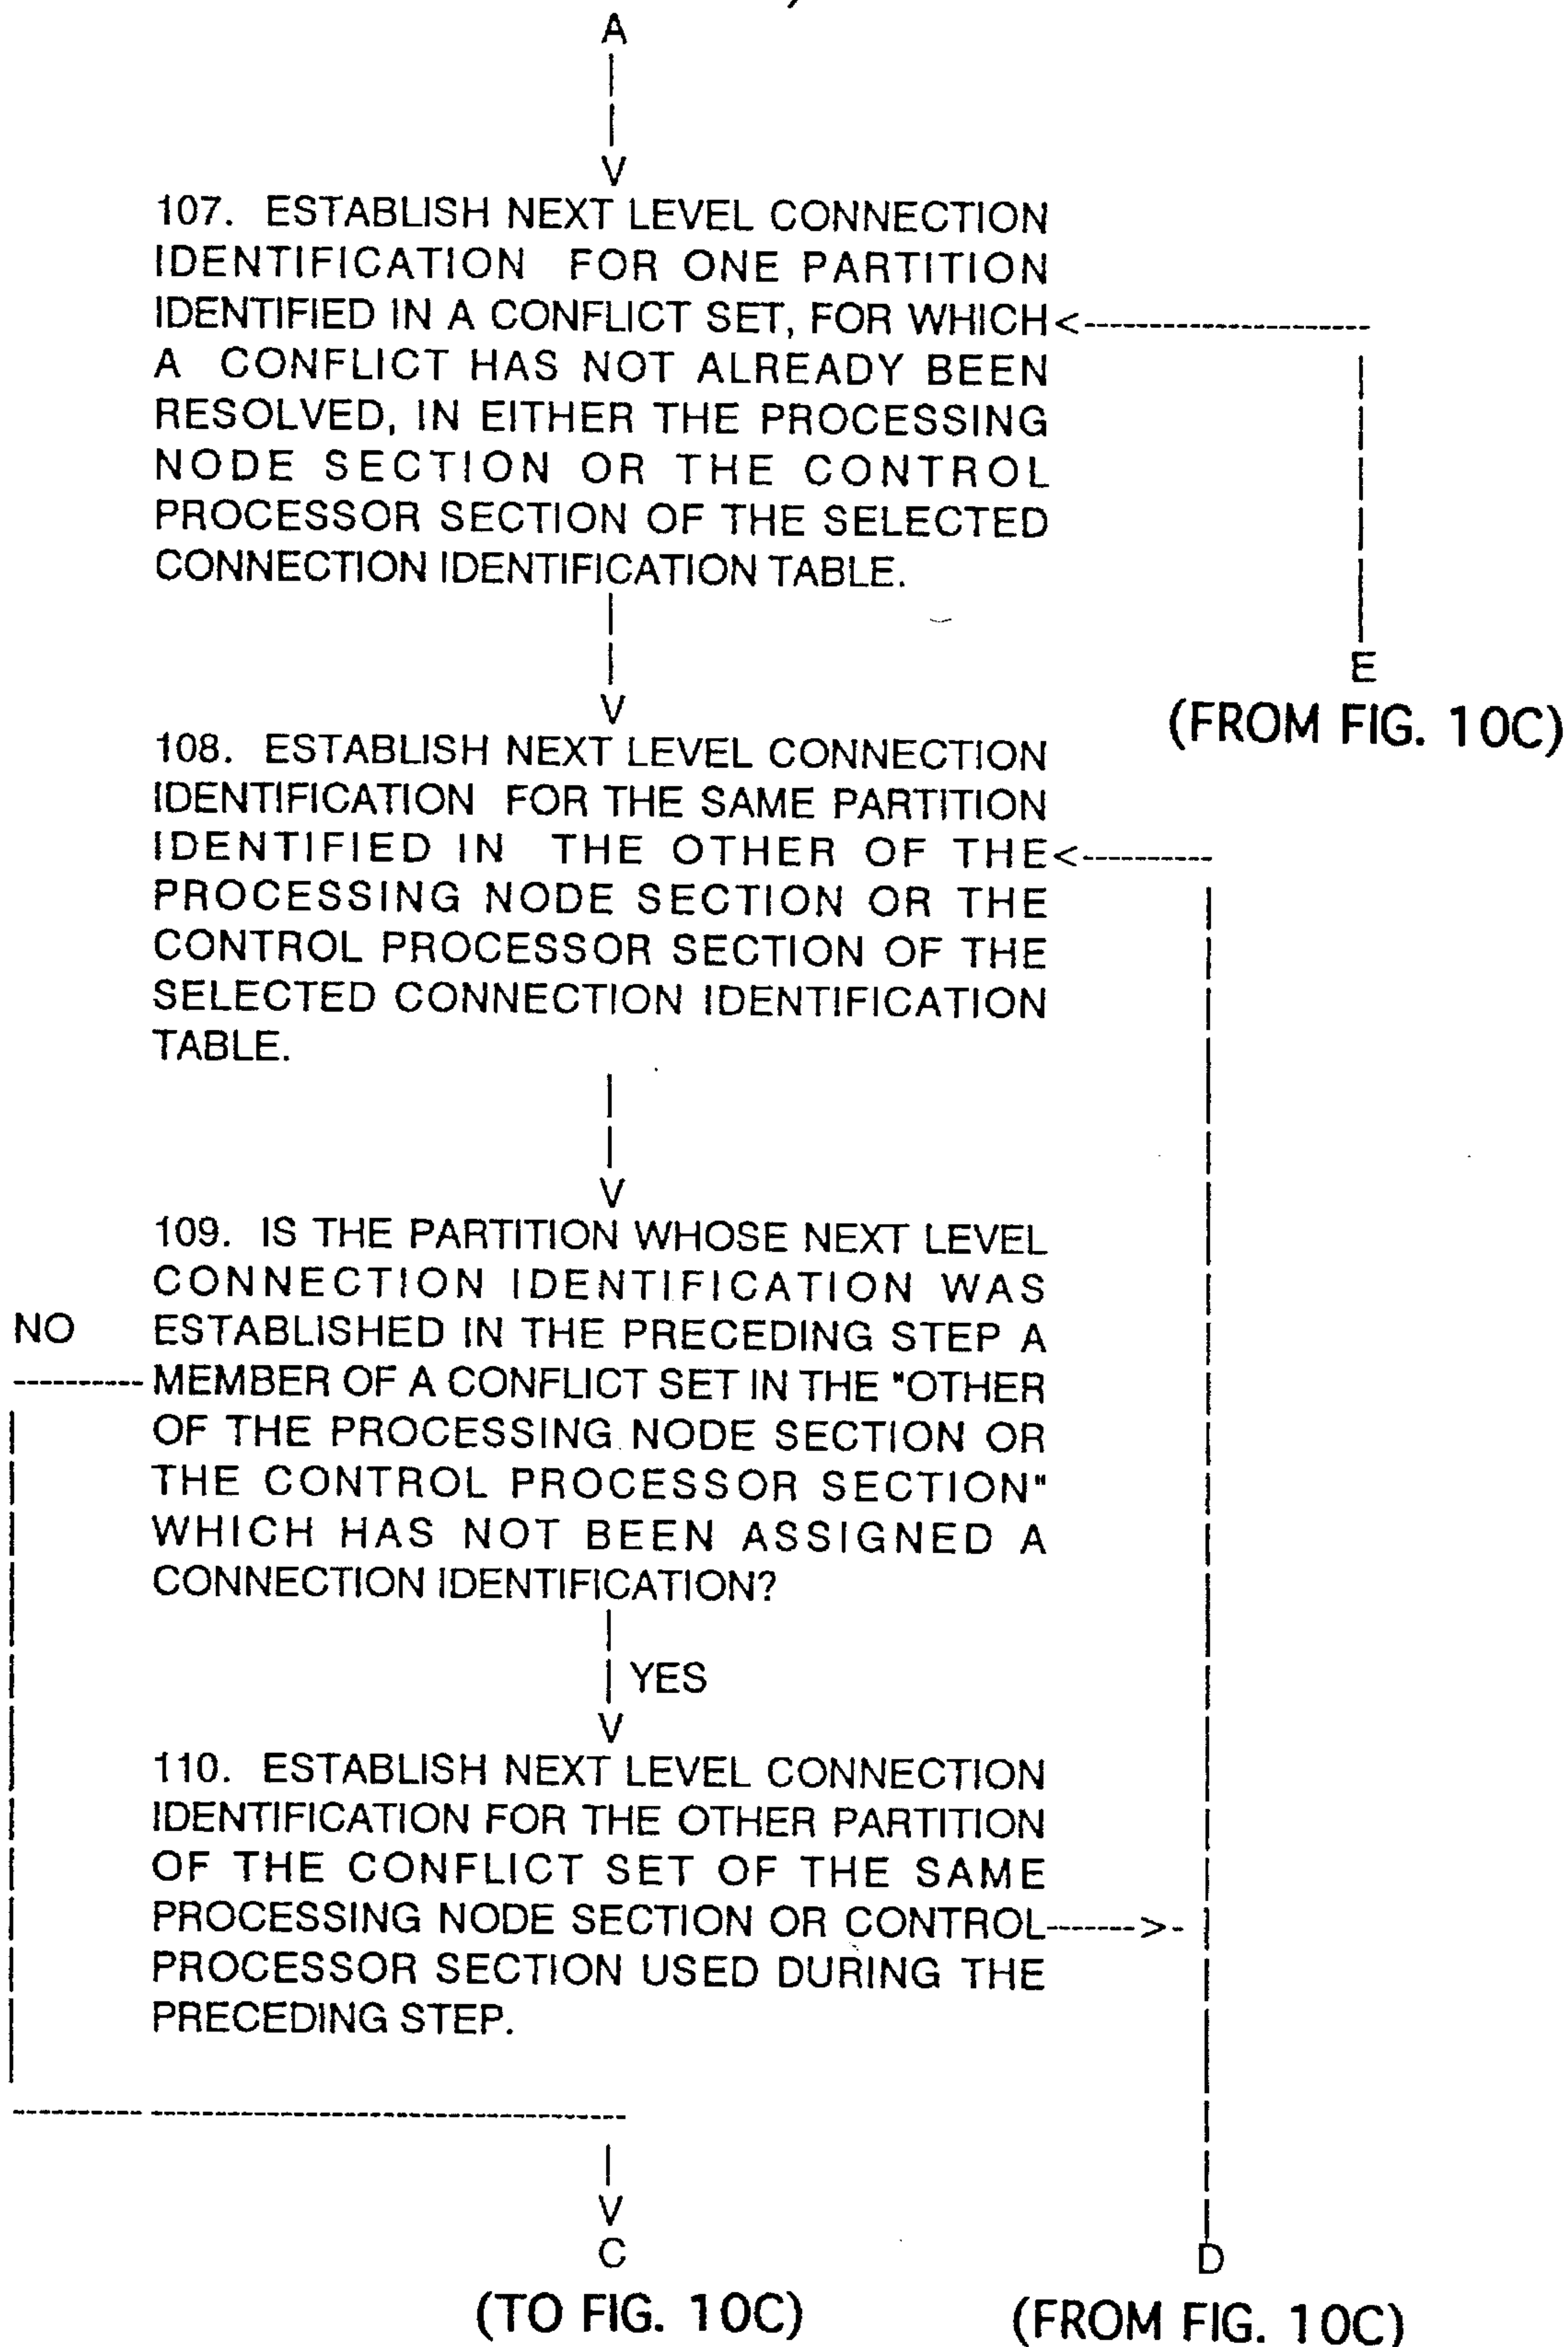 A
107. ESTABLISH NEXT LEVEL CONNECTION
IDENTIFICATION FOR ONE PARTITION
IDENTIFIED IN A CONFLICT SET, FOR WHICH
A CONFLICT HAS NOT ALREADY BEEN
RESOLVED, IN EITHER THE PROCESSING
NODE SECTION OR THE CONTROL
PROCESSOR SECTION OF THE SELECTED
CONNECTION IDENTIFICATION TABLE.
E
(FROM FIG. 10C)
108. ESTABLISH NEXT LEVEL CONNECTION
IDENTIFICATION FOR THE SAME PARTITION
IDENTIFIED IN THE OTHER OF THE
PROCESSING NODE SECTION OR THE
CONTROL PROCESSOR SECTION OF THE
SELECTED CONNECTION IDENTIFICATION
TABLE.
109. IS THE PARTITION WHOSE NEXT LEVEL
CONNECTION IDENTIFICATION WAS
NO ESTABLISHED IN THE PRECEDING STEP A
MEMBER OF A CONFLICT SET IN THE "OTHER
OF THE PROCESSING NODE SECTION OR
THE CONTROL PROCESSOR SECTION"
WHICH HAS NOT BEEN ASSIGNED A
CONNECTION IDENTIFICATION?
YES
110. ESTABLISH NEXT LEVEL CONNECTION
IDENTIFICATION FOR THE OTHER PARTITION
OF THE CONFLICT SET OF THE SAME
PROCESSING NODE SECTION OR CONTROL
PROCESSOR SECTION USED DURING THE
PRECEDING STEP.
C D
(TO FIG. 10C) (FROM FIG. 10C)